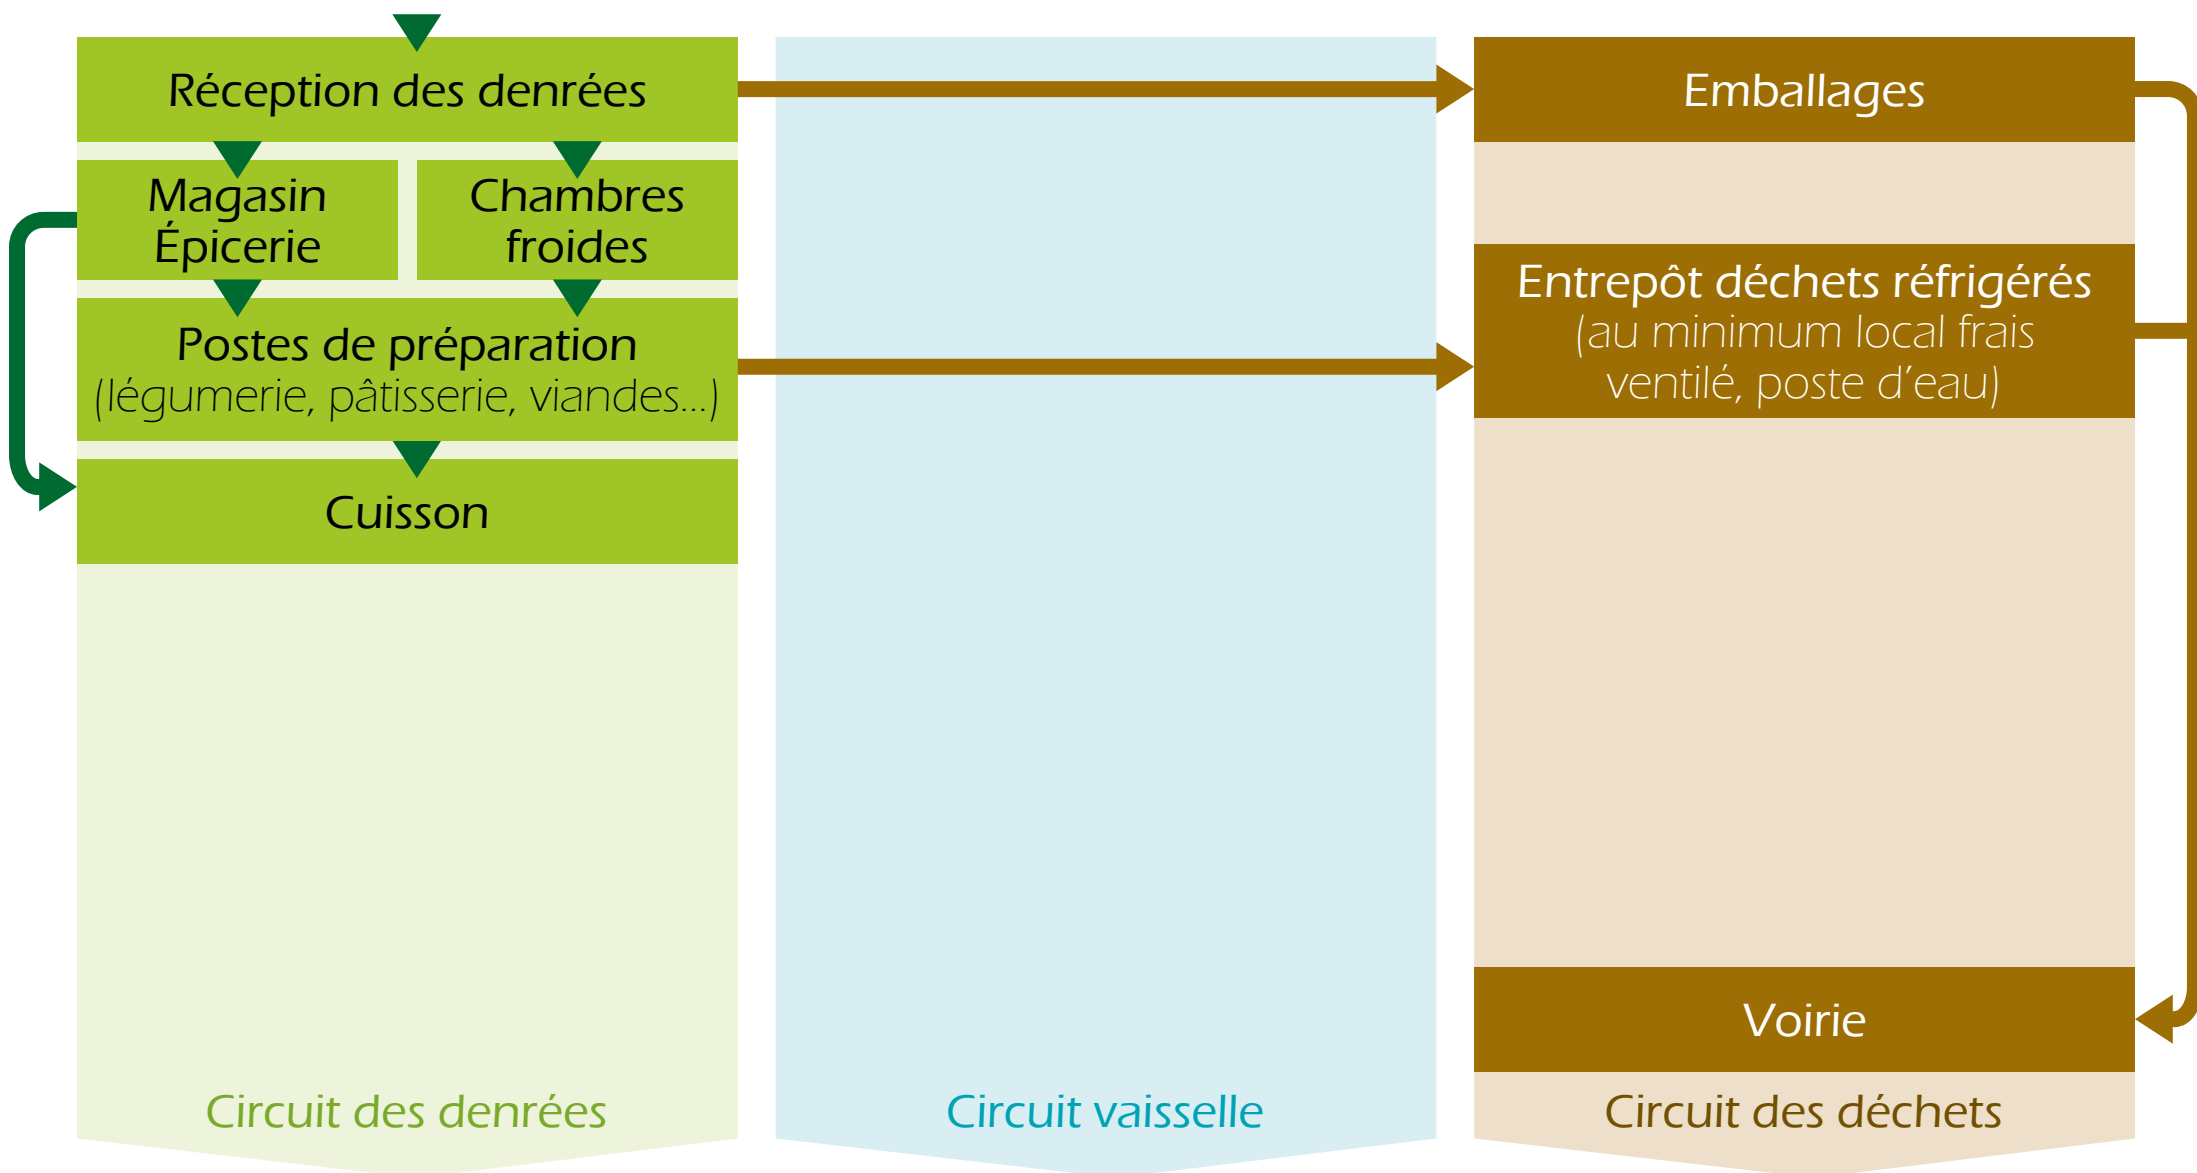 Réception des denrées
Emballages
Magasin
Épicerie
Chambres
froides
Entrepôt déchets réfrigérés
(au minimum local frais
ventilé, poste d’eau)
Postes de préparation
(légumerie, pâtisserie, viandes...)
Cuisson
Voirie
Circuit des denrées
Circuit vaisselle
Circuit des déchets